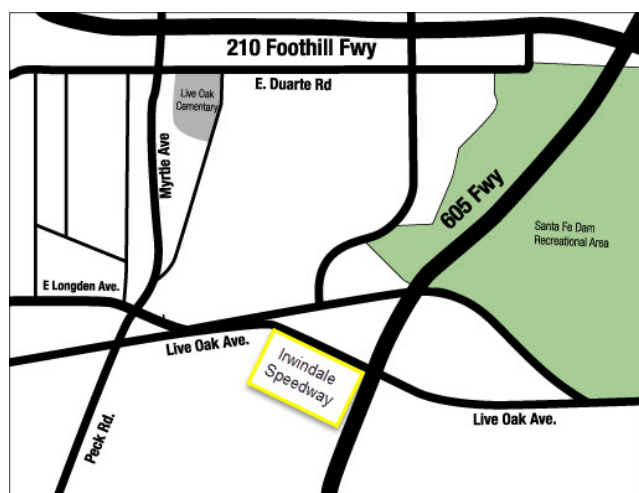 210 Foothill Fwy
E. Duarte Rd
Live Oak
Cementary
Myrtle Ave
605 Fwy
Santa Fe Dam
Recreational Area
E Longden Ave.
Live Oak Ave.
Irwindale
Speedway
Peck Rd.
Live Oak Ave.